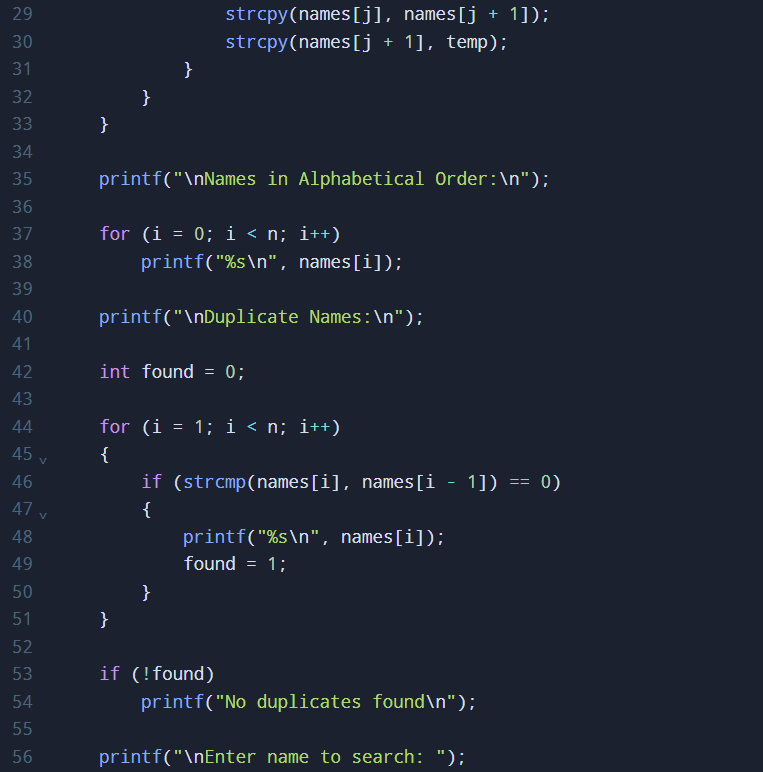 29                strcpy(names[j], names[j + 1]);
30                strcpy(names[j + 1], temp);
31            }
32        }
33    }
34
35    printf("\nNames in Alphabetical Order:\n");
36
37    for (i = 0; i < n; i++)
38        printf("%s\n", names[i]);
39
40    printf("\nDuplicate Names:\n");
41
42    int found = 0;
43
44    for (i = 1; i < n; i++)
45    {
46        if (strcmp(names[i], names[i - 1]) == 0)
47        {
48            printf("%s\n", names[i]);
49            found = 1;
50        }
51    }
52
53    if (!found)
54        printf("No duplicates found\n");
55
56    printf("\nEnter name to search: ");